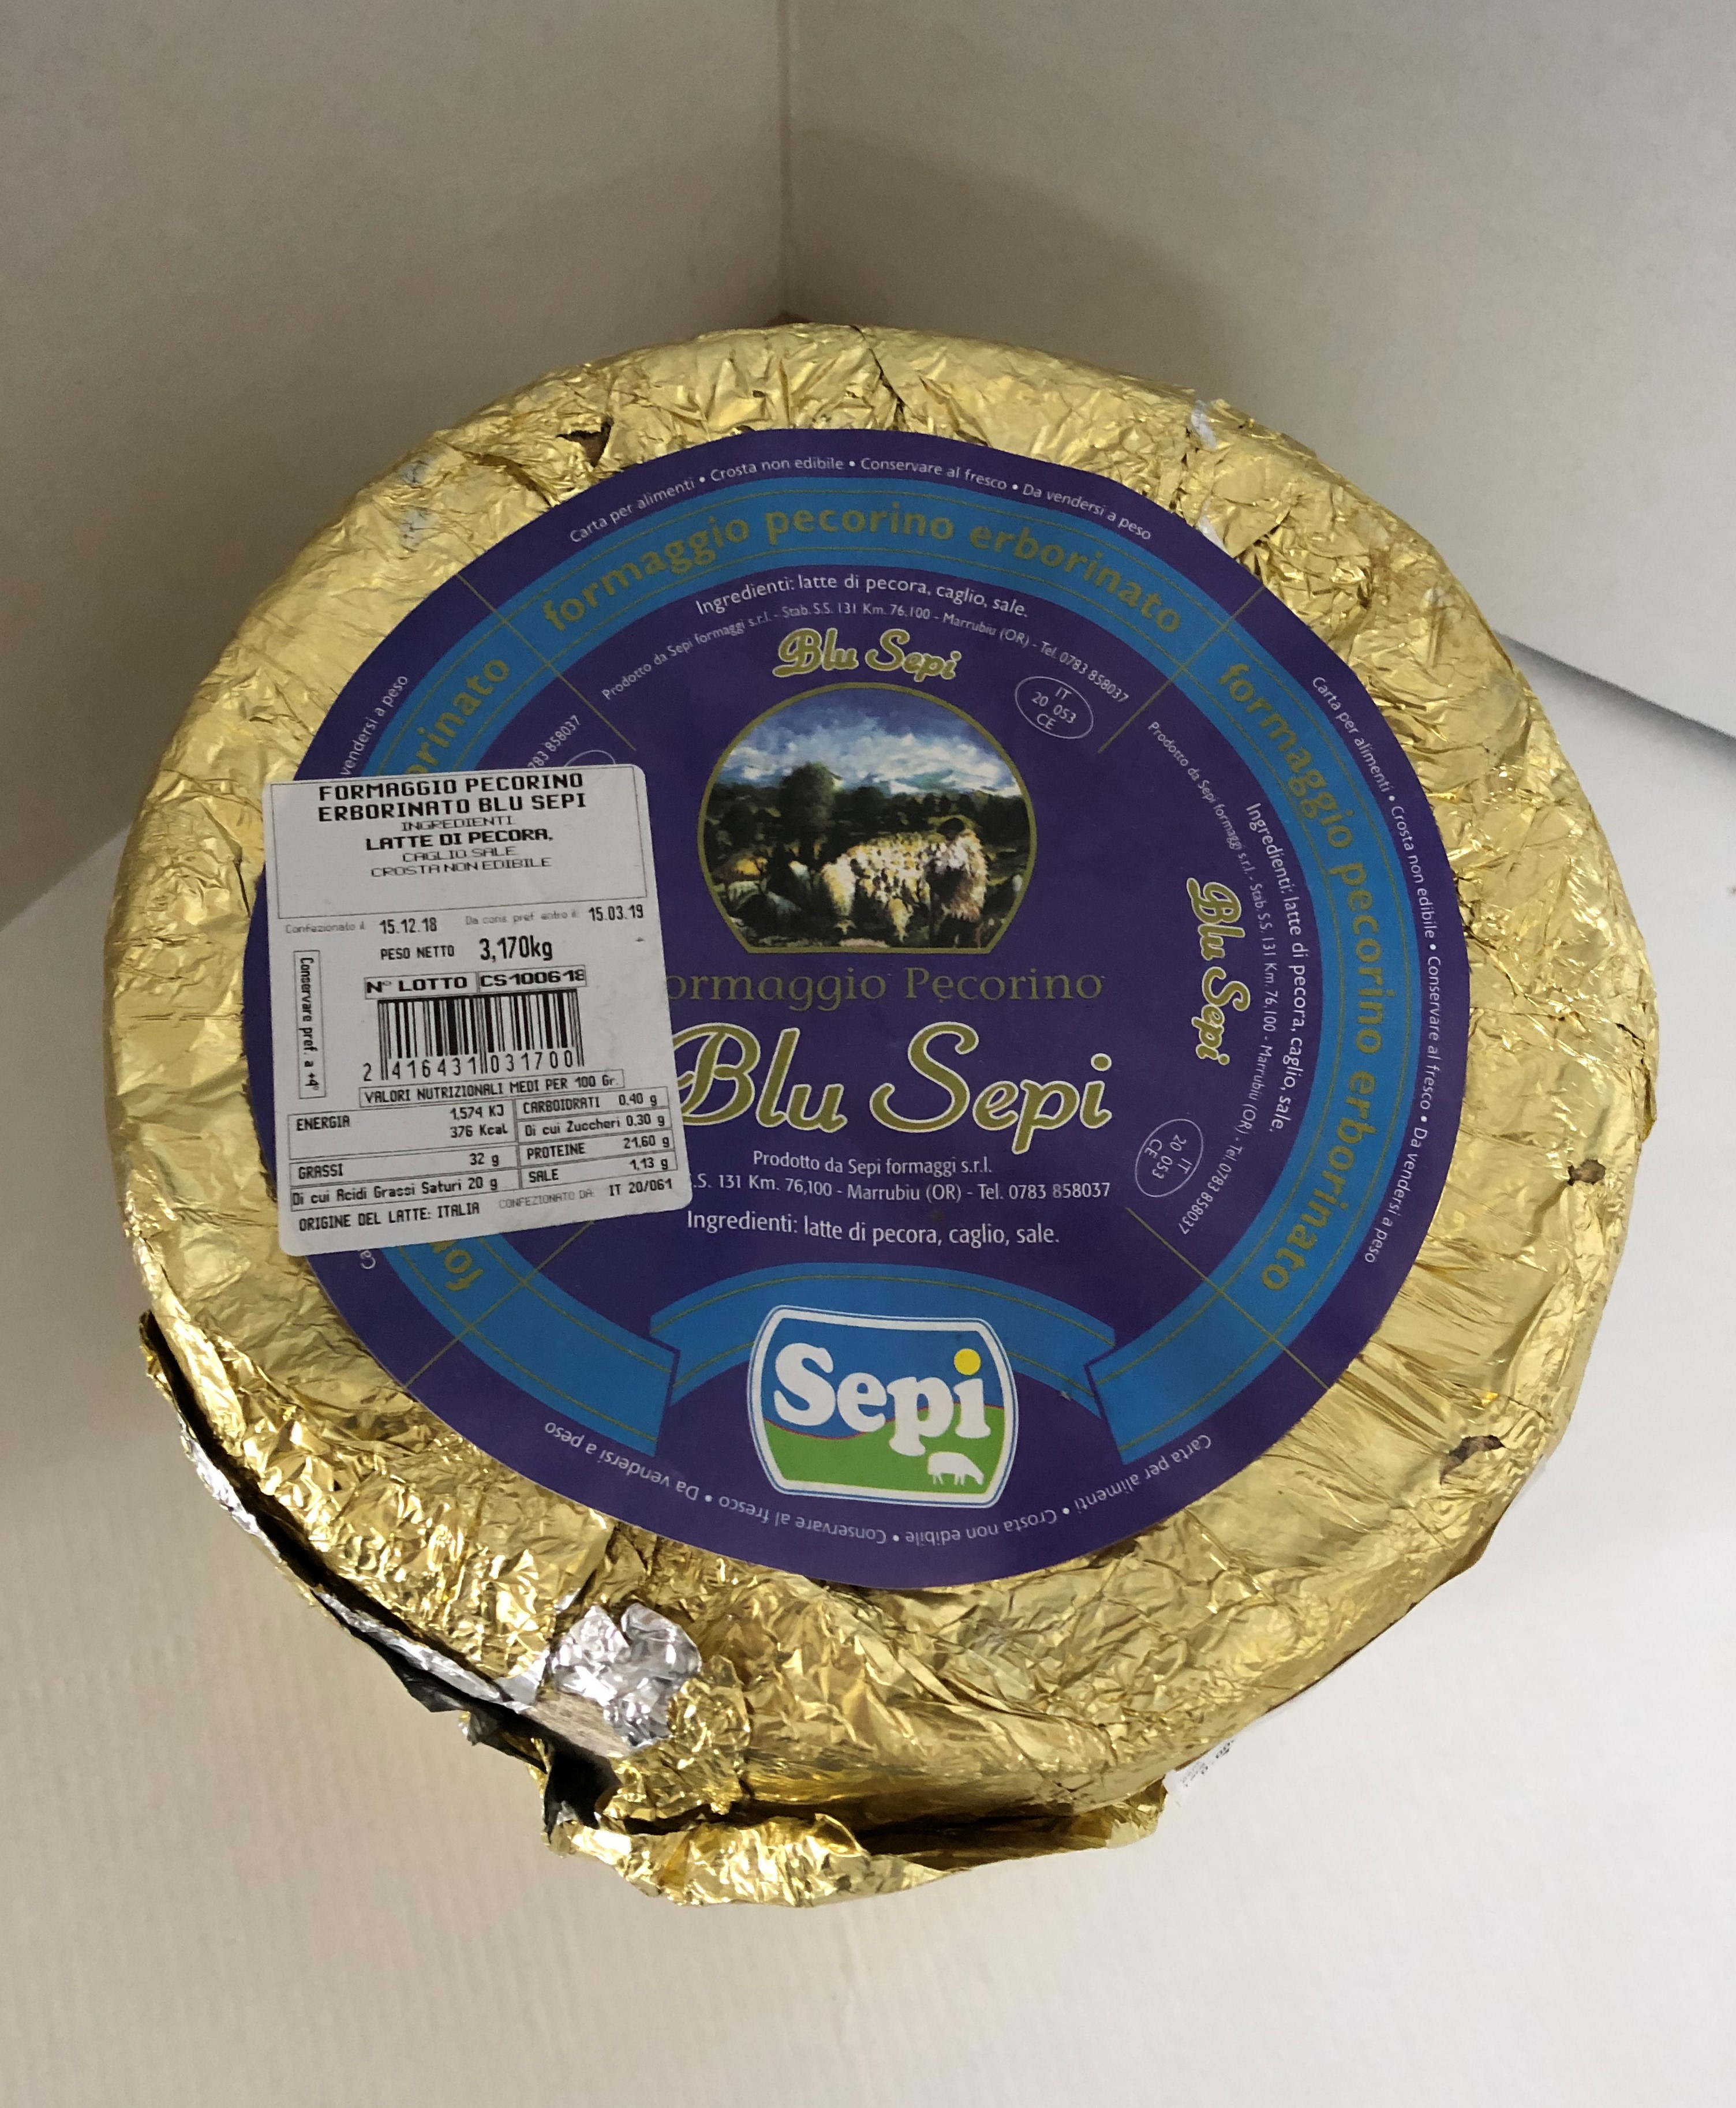 Carta per alimenti • Crosta non edibile • Conservare al fresco • Da vendersi a peso
formaggio pecorino erborinato
Ingredienti: latte di pecora, caglio, sale.
Prodotto da Sepi formaggi s.r.l. - Stab. S.S. 131 Km. 76,100 - Marrubiu (OR) - Tel. 0783 858037
Blu Sepi
IT
20 053
CE
vendersi a peso
orinato
783 858037
FORMAGGIO PECORINO
ERBORINATO BLU SEPI
INGREDIENTI
LATTE DI PECORA,
CAGLIO SALE
CROSTA NON EDIBILE
Confezionato il 15.12.18 Da cons. pref. entro il: 15.03.19
PESO NETTO 3,170kg
N° LOTTO CS100618
Conservare pref. a +4°
2 416431 031700
VALORI NUTRIZIONALI MEDI PER 100 Gr.
ENERGIA 1,574 KJ
376 Kcal
GRASSI 32 g
Di cui Acidi Grassi Saturi 20 g
CARBOIDRATI 0,40 g
Di cui Zuccheri 0,30 g
PROTEINE 21,60 g
SALE 1,13 g
ORIGINE DEL LATTE: ITALIA CONFEZIONATO DA: IT 20/061
ormaggio Pecorino
Blu Sepi
Prodotto da Sepi formaggi s.r.l.
.S. 131 Km. 76,100 - Marrubiu (OR) - Tel. 0783 858037
Ingredienti: latte di pecora, caglio, sale.
Carta per alimenti • Crosta non edibile • Conservare al fresco • Da vendersi a peso
formaggio pecorino erborinato
Ingredienti: latte di pecora, caglio, sale.
Prodotto da Sepi formaggi s.r.l. - Stab. S.S. 131 Km. 76,100 - Marrubiu (OR) - Tel. 0783 858037
Blu Sepi
IT
20 053
CE
Ca
for
Sepi
Carta per alimenti • Crosta non edibile • Conservare al fresco • Da vendersi a peso